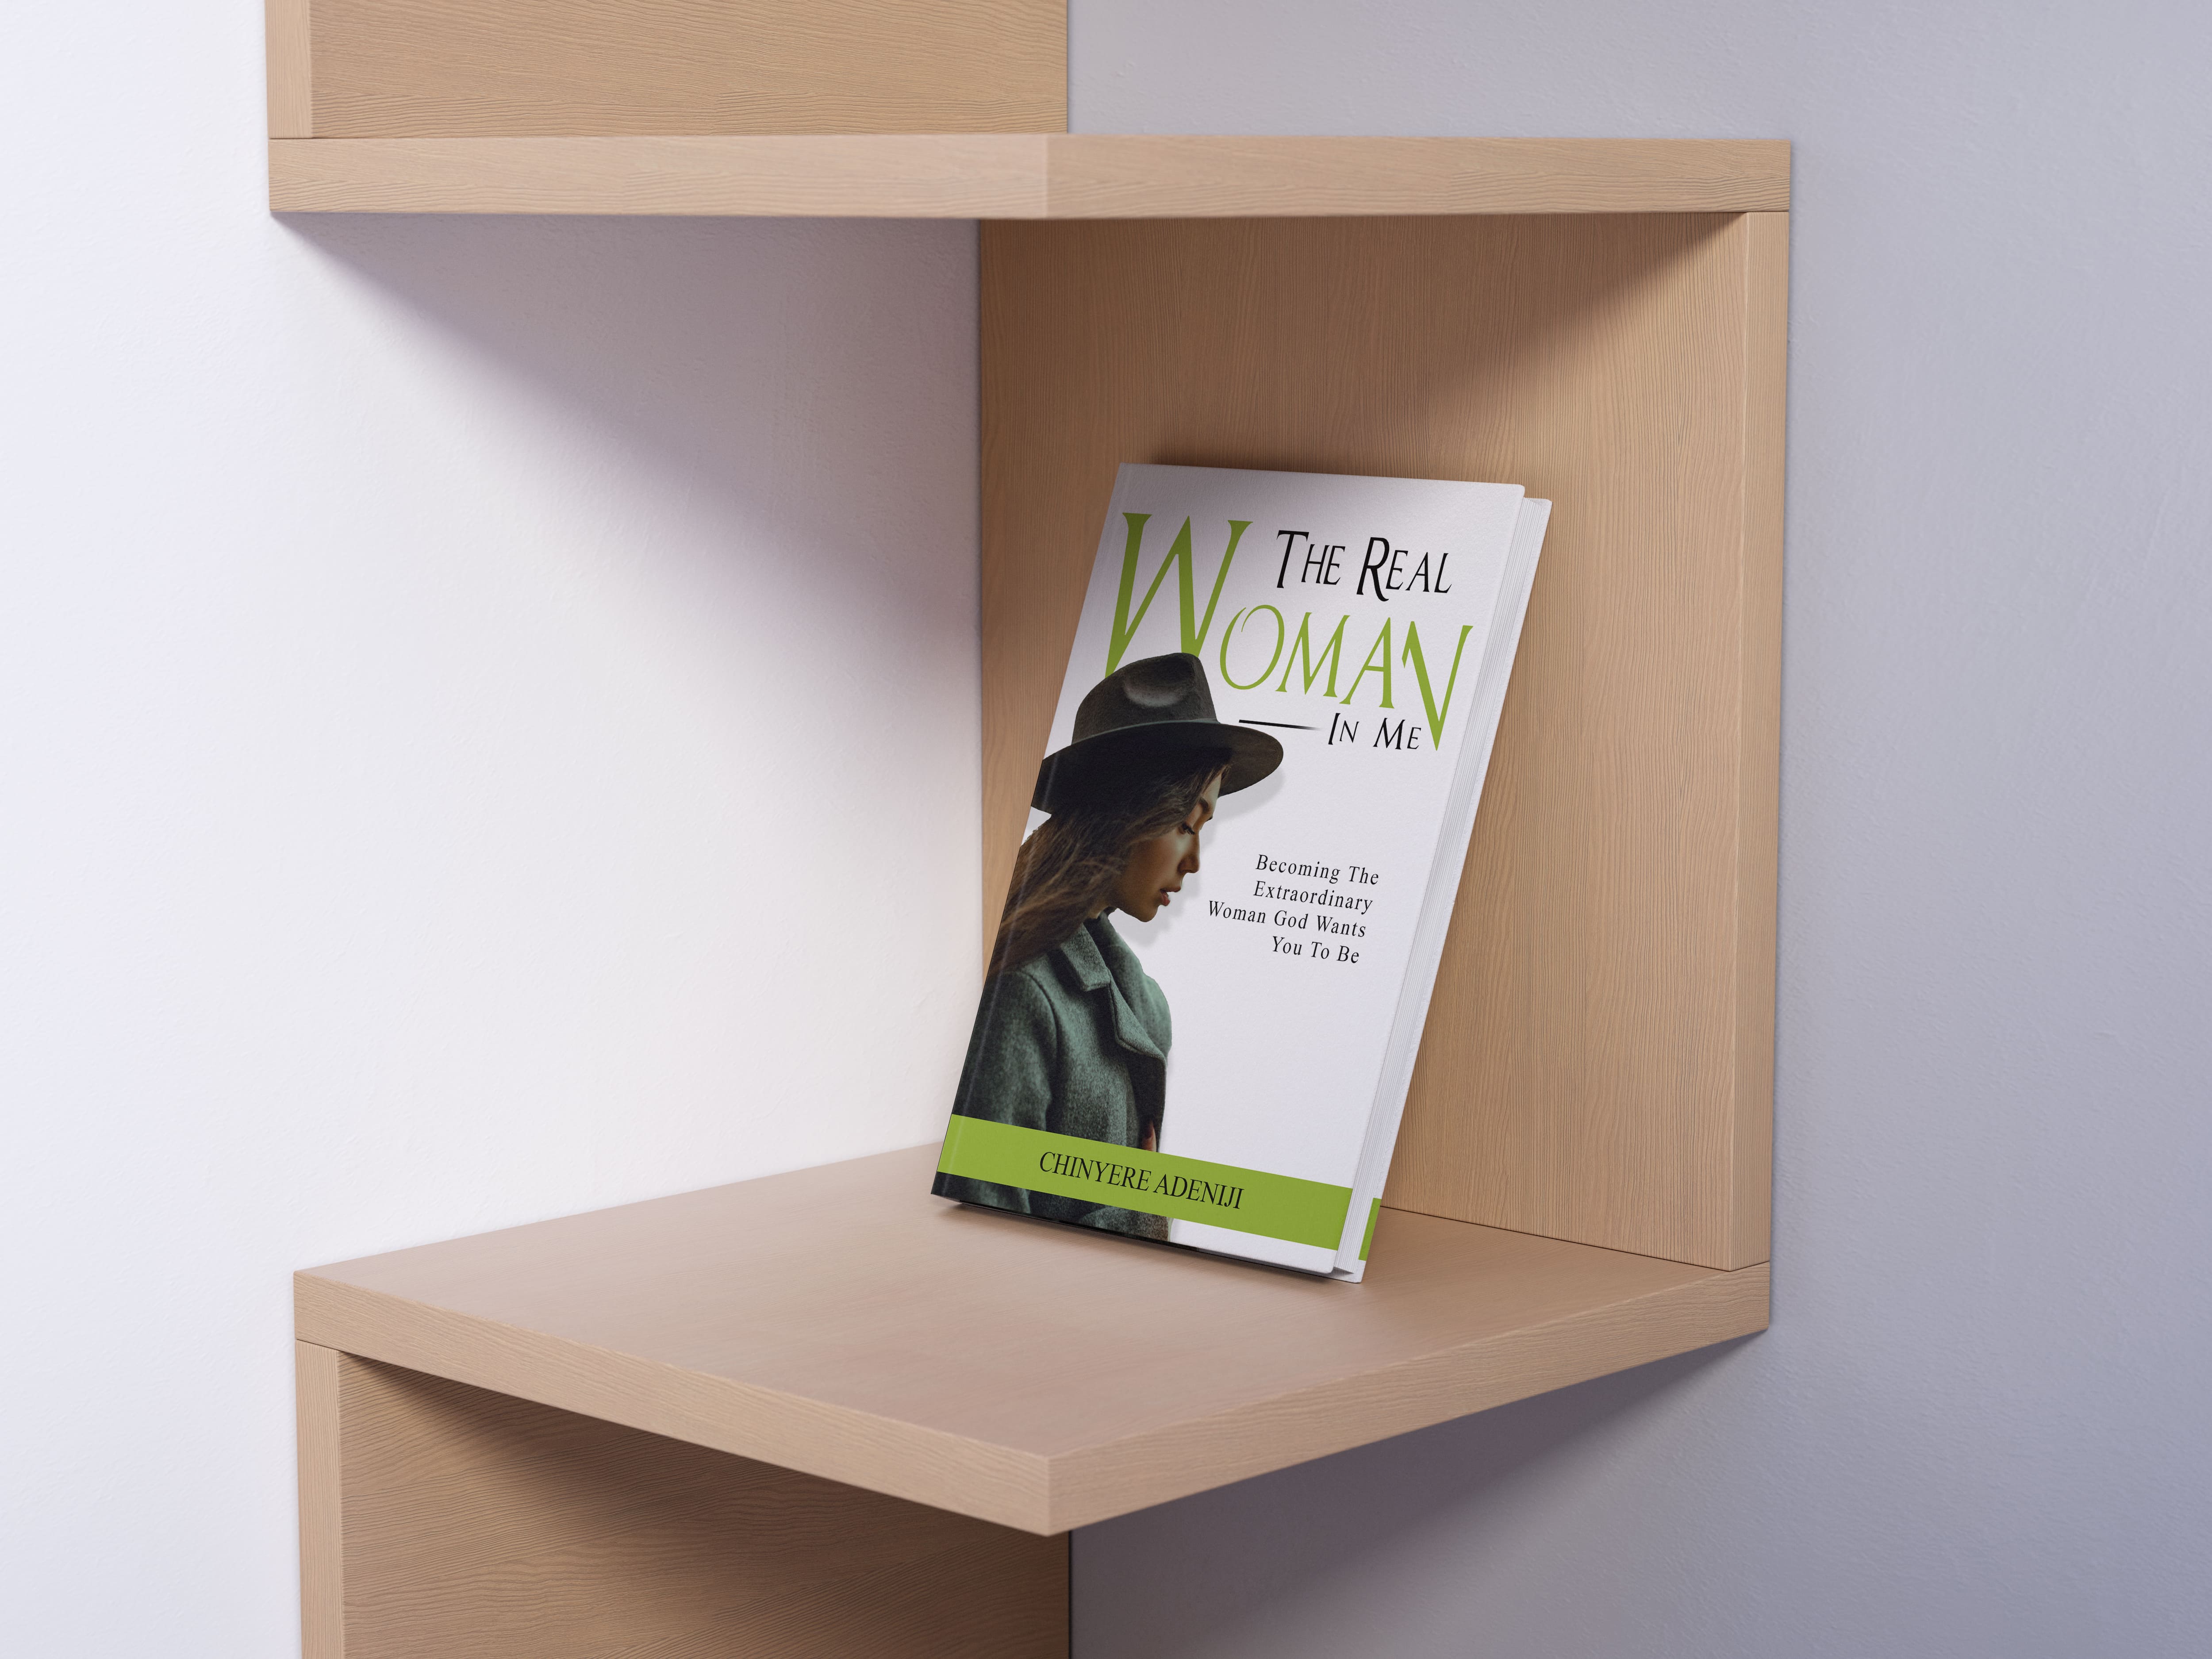 The Real
Woman
In Me
Becoming The
Extraordinary
Woman God Wants
You To Be
CHINYERE ADENIJI